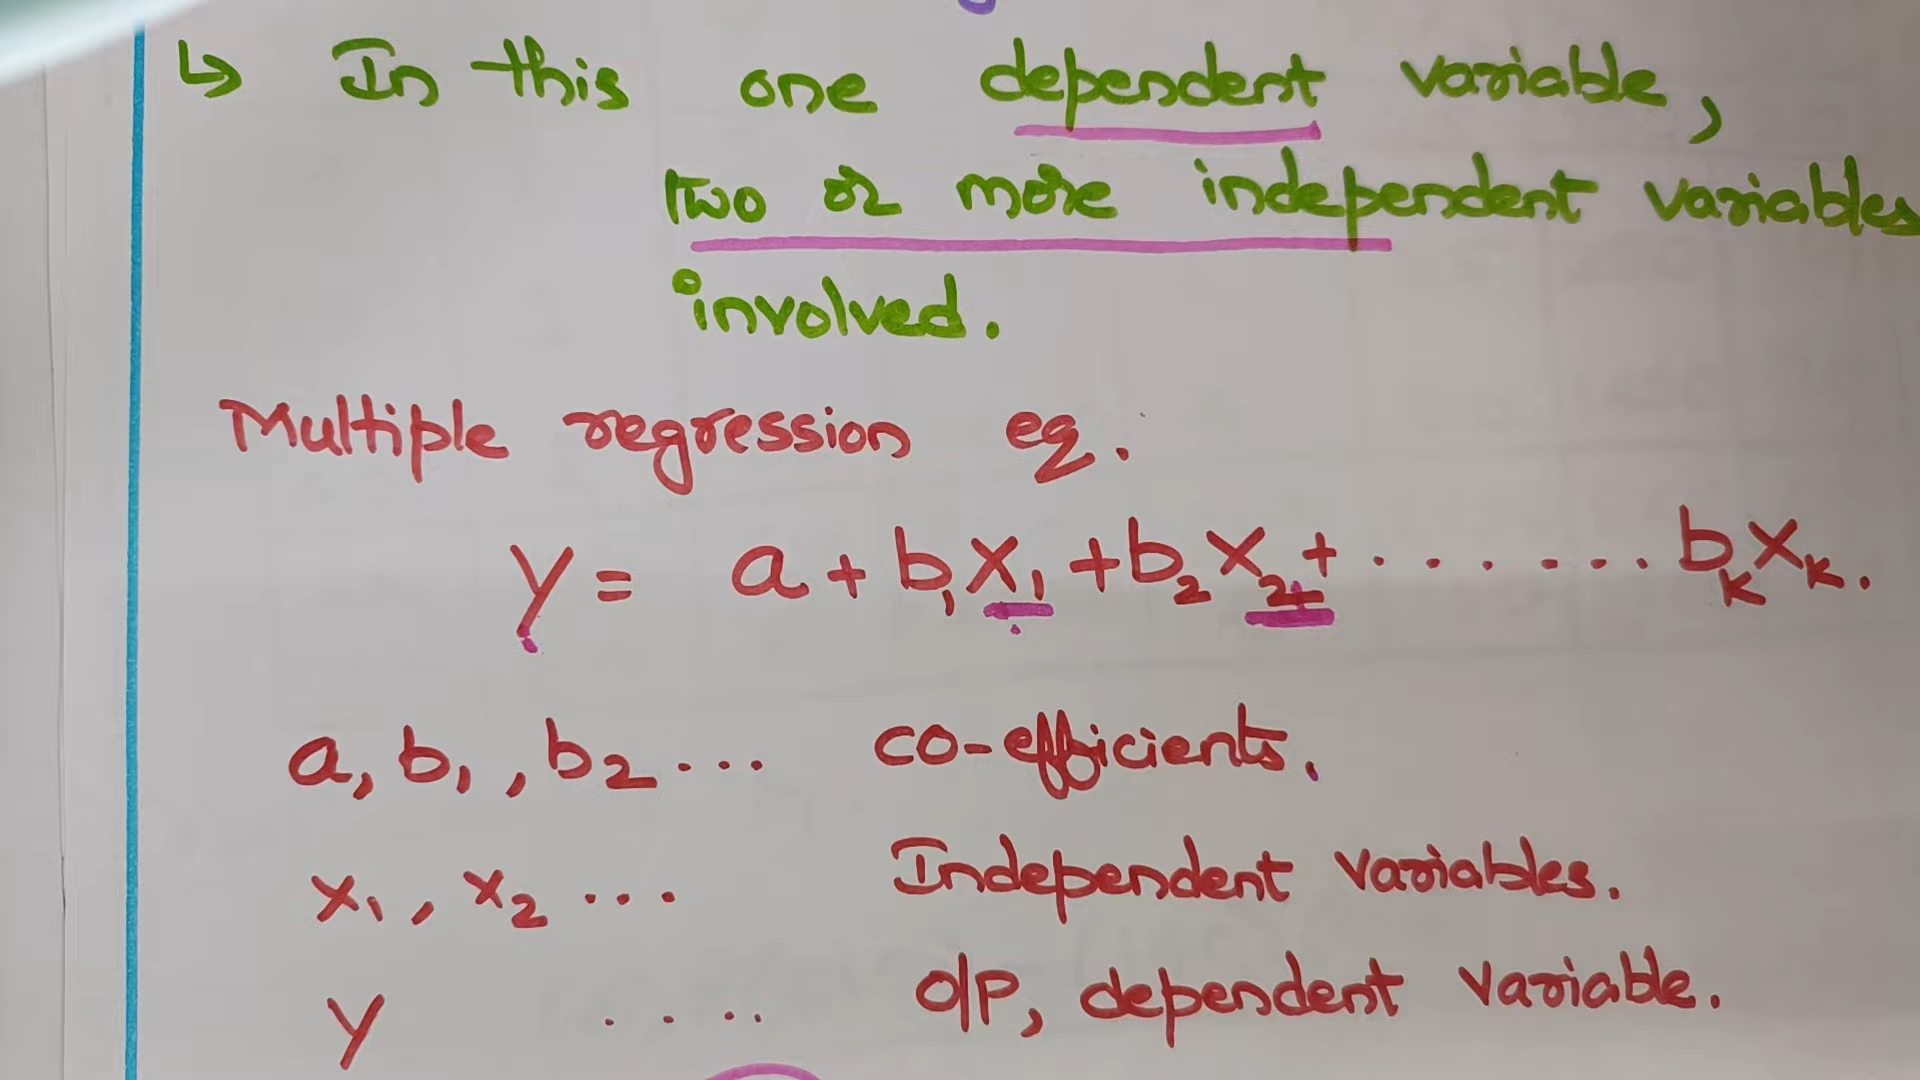 ↳ In this one dependent variable,
two or more independent variables
involved.
Multiple regression eq.
y = a + b₁x₁ + b₂x₂ + ....... bₖxₖ.
a, b₁, b₂ ... co-efficients.
x₁, x₂ ... Independent variables.
y .... O/P, dependent variable.